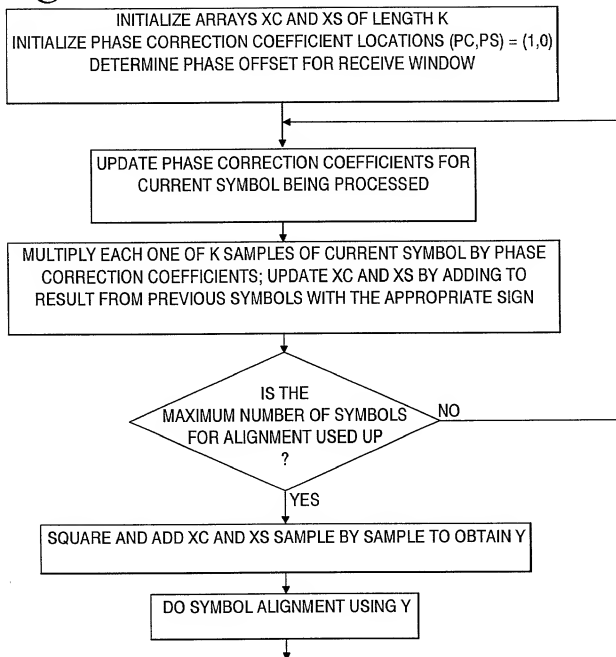 INITIALIZE ARRAYS XC AND XS OF LENGTH K
INITIALIZE PHASE CORRECTION COEFFICIENT LOCATIONS (PC,PS) = (1,0)
DETERMINE PHASE OFFSET FOR RECEIVE WINDOW
UPDATE PHASE CORRECTION COEFFICIENTS FOR
CURRENT SYMBOL BEING PROCESSED
MULTIPLY EACH ONE OF K SAMPLES OF CURRENT SYMBOL BY PHASE
CORRECTION COEFFICIENTS; UPDATE XC AND XS BY ADDING TO
RESULT FROM PREVIOUS SYMBOLS WITH THE APPROPRIATE SIGN
IS THE
MAXIMUM NUMBER OF SYMBOLS
FOR ALIGNMENT USED UP
?
NO
YES
SQUARE AND ADD XC AND XS SAMPLE BY SAMPLE TO OBTAIN Y
DO SYMBOL ALIGNMENT USING Y